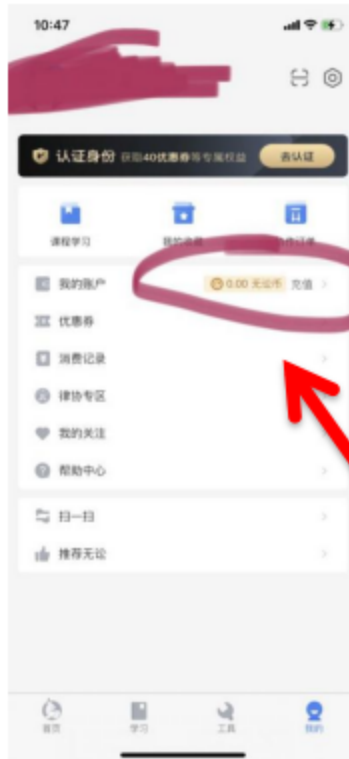 10:47
认证身份 获取40优惠券等专属权益 去认证
课程学习
我的账户 0.00 无讼币 充值
优惠券
消费记录
律协专区
我的关注
帮助中心
扫一扫
推荐无讼
首页 学习 工具 我的